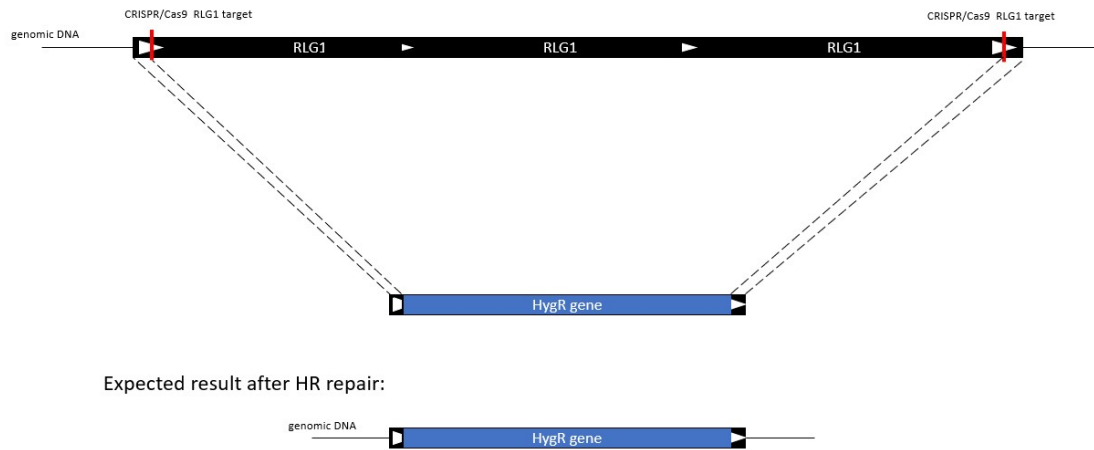 CRISPR/Cas9 RLG1 target
CRISPR/Cas9 RLG1 target
genomic DNA
RLG1
RLG1
RLG1
HygR gene
Expected result after HR repair:
genomic DNA
HygR gene